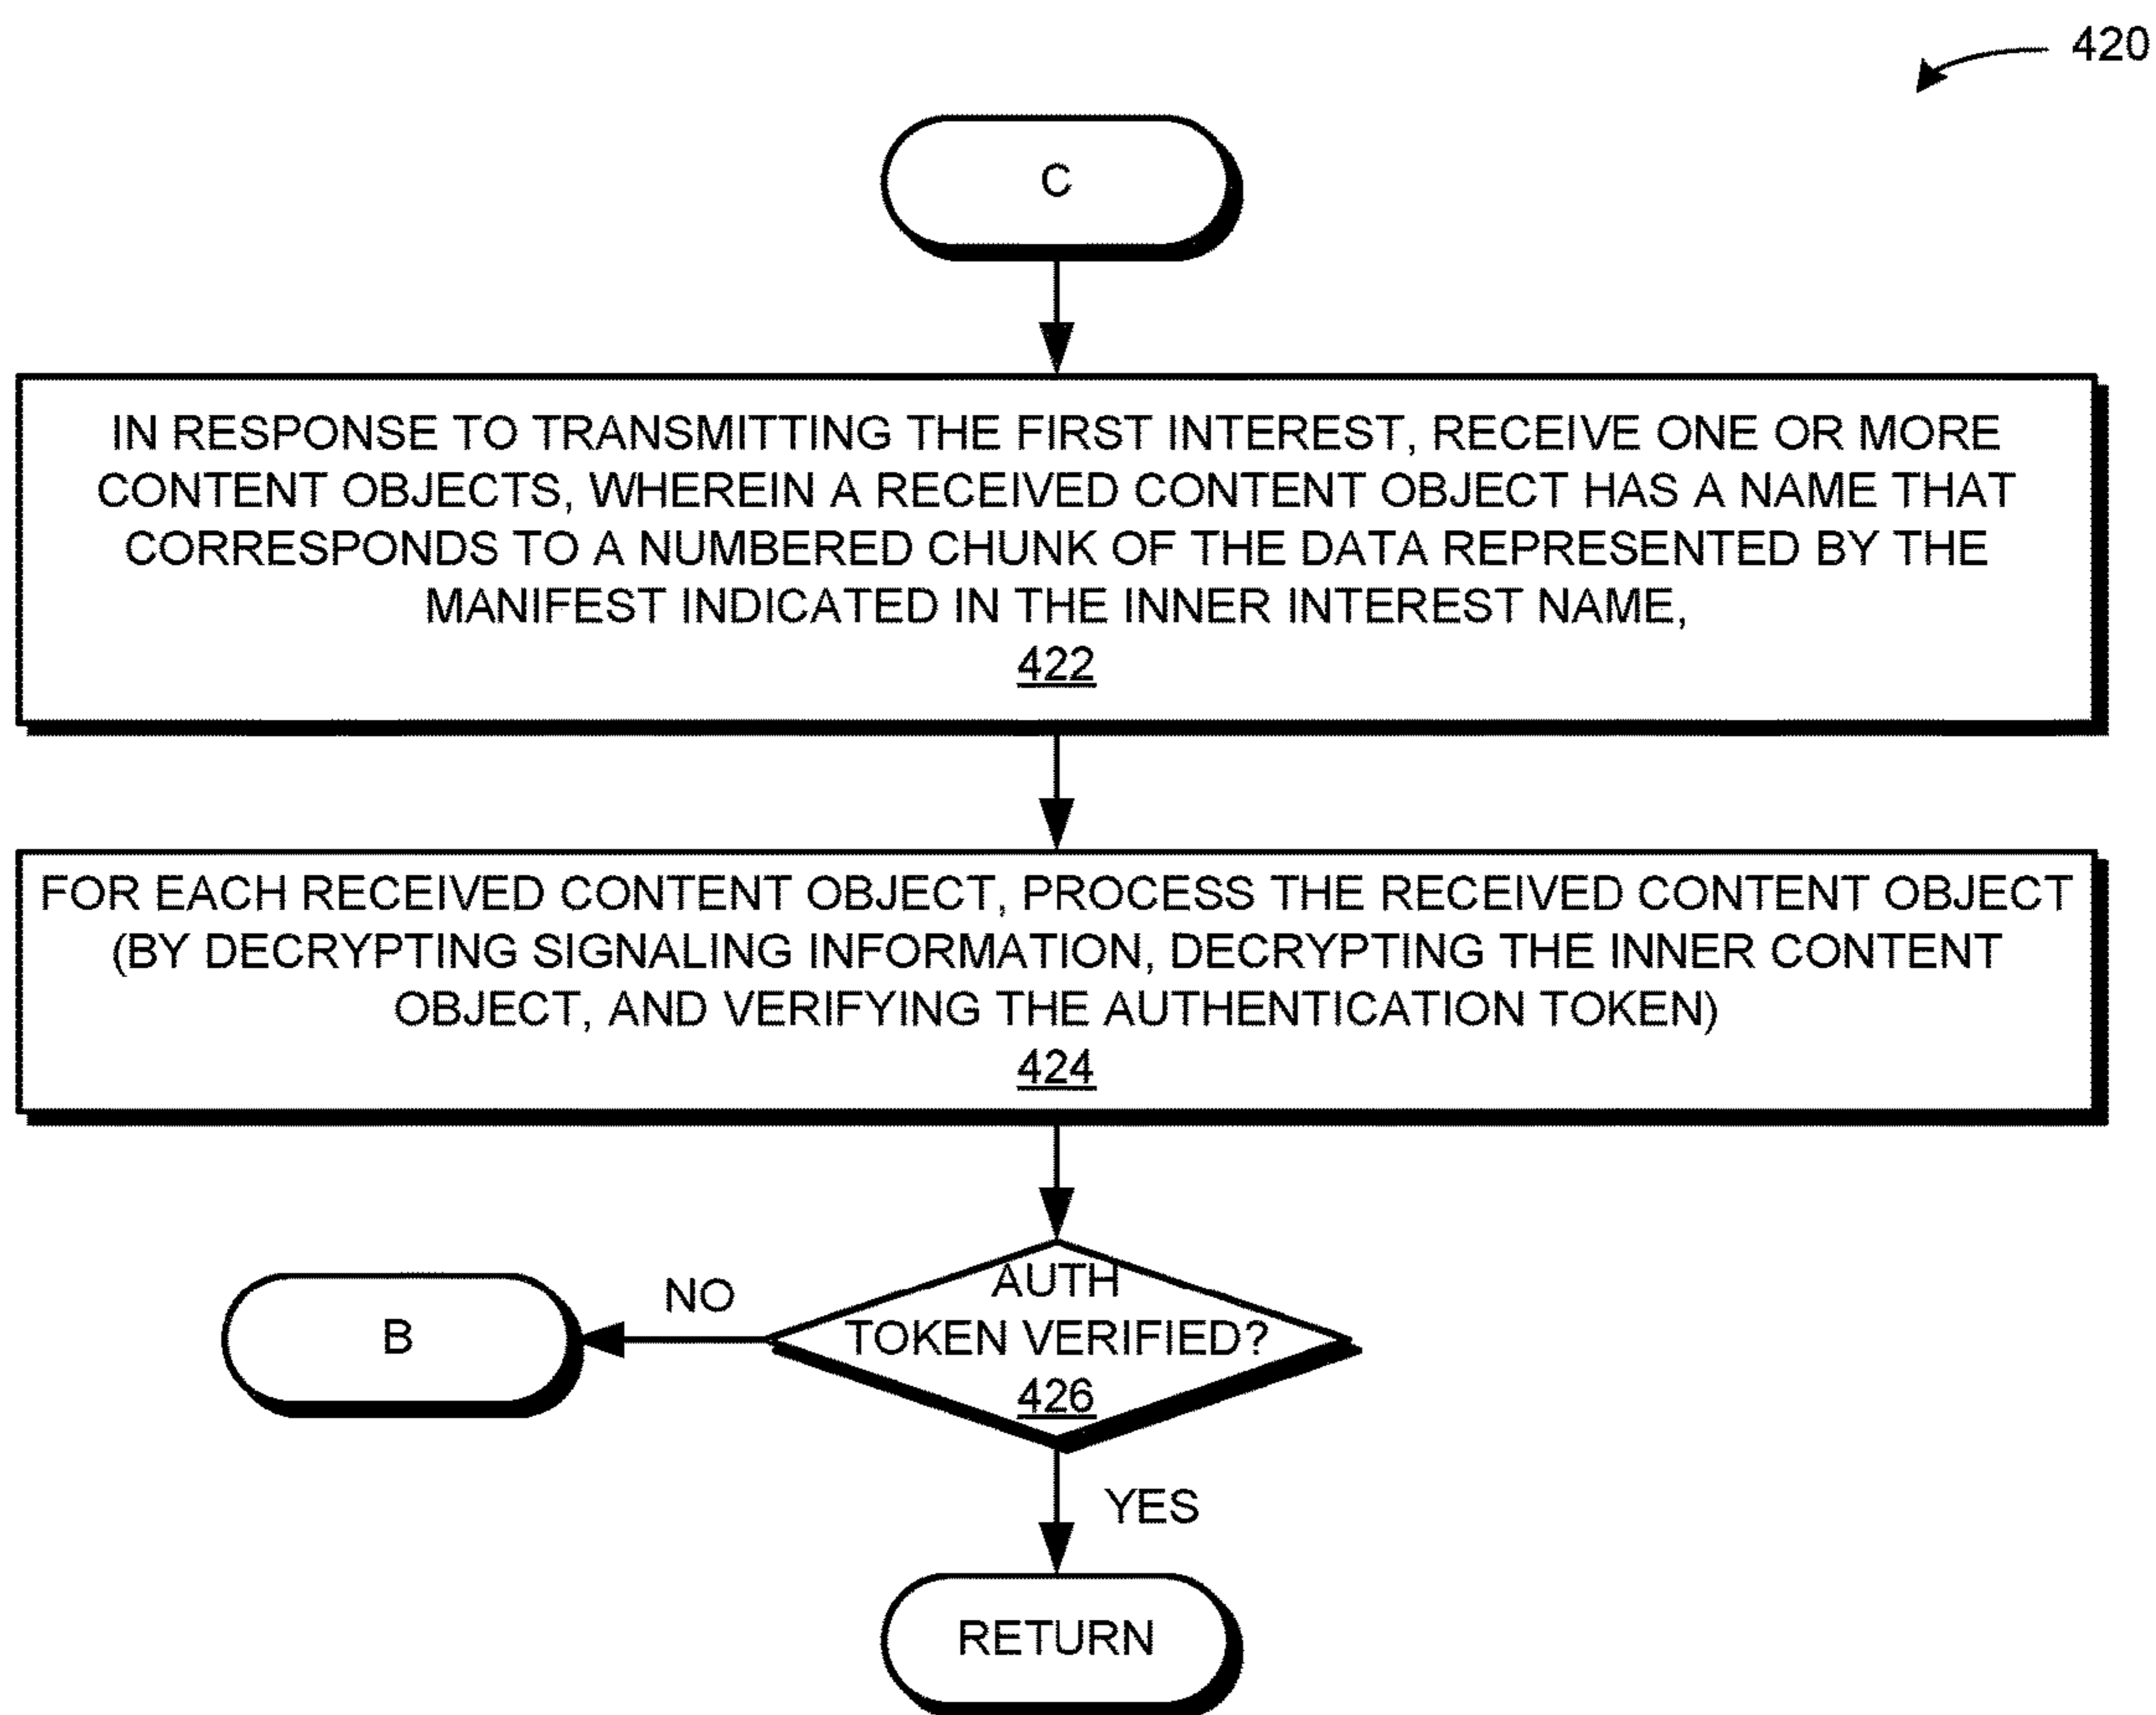 420
C
IN RESPONSE TO TRANSMITTING THE FIRST INTEREST, RECEIVE ONE OR MORE
CONTENT OBJECTS, WHEREIN A RECEIVED CONTENT OBJECT HAS A NAME THAT
CORRESPONDS TO A NUMBERED CHUNK OF THE DATA REPRESENTED BY THE
MANIFEST INDICATED IN THE INNER INTEREST NAME,
422
FOR EACH RECEIVED CONTENT OBJECT, PROCESS THE RECEIVED CONTENT OBJECT
(BY DECRYPTING SIGNALING INFORMATION, DECRYPTING THE INNER CONTENT
OBJECT, AND VERIFYING THE AUTHENTICATION TOKEN)
424
AUTH
TOKEN VERIFIED?
426
NO
B
YES
RETURN